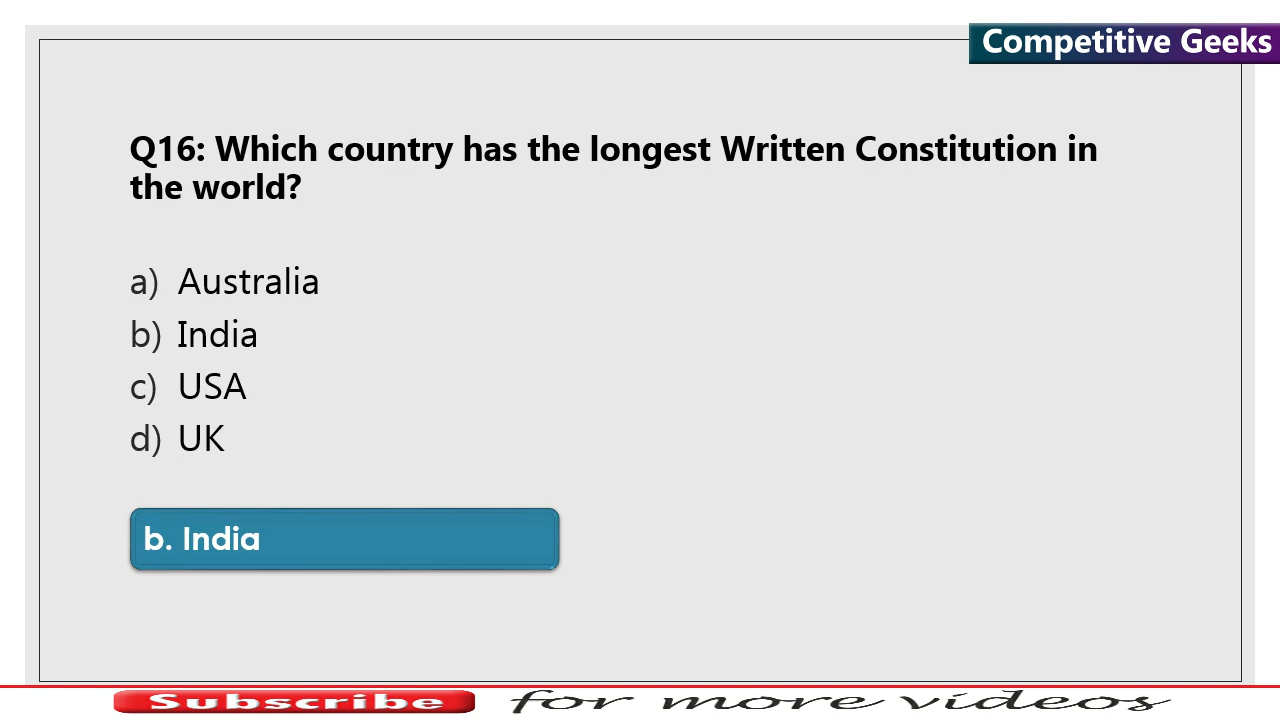 Competitive Geeks
Q16: Which country has the longest Written Constitution in
the world?
a) Australia
b) India
c) USA
d) UK
b. India
Subscribe for more videos